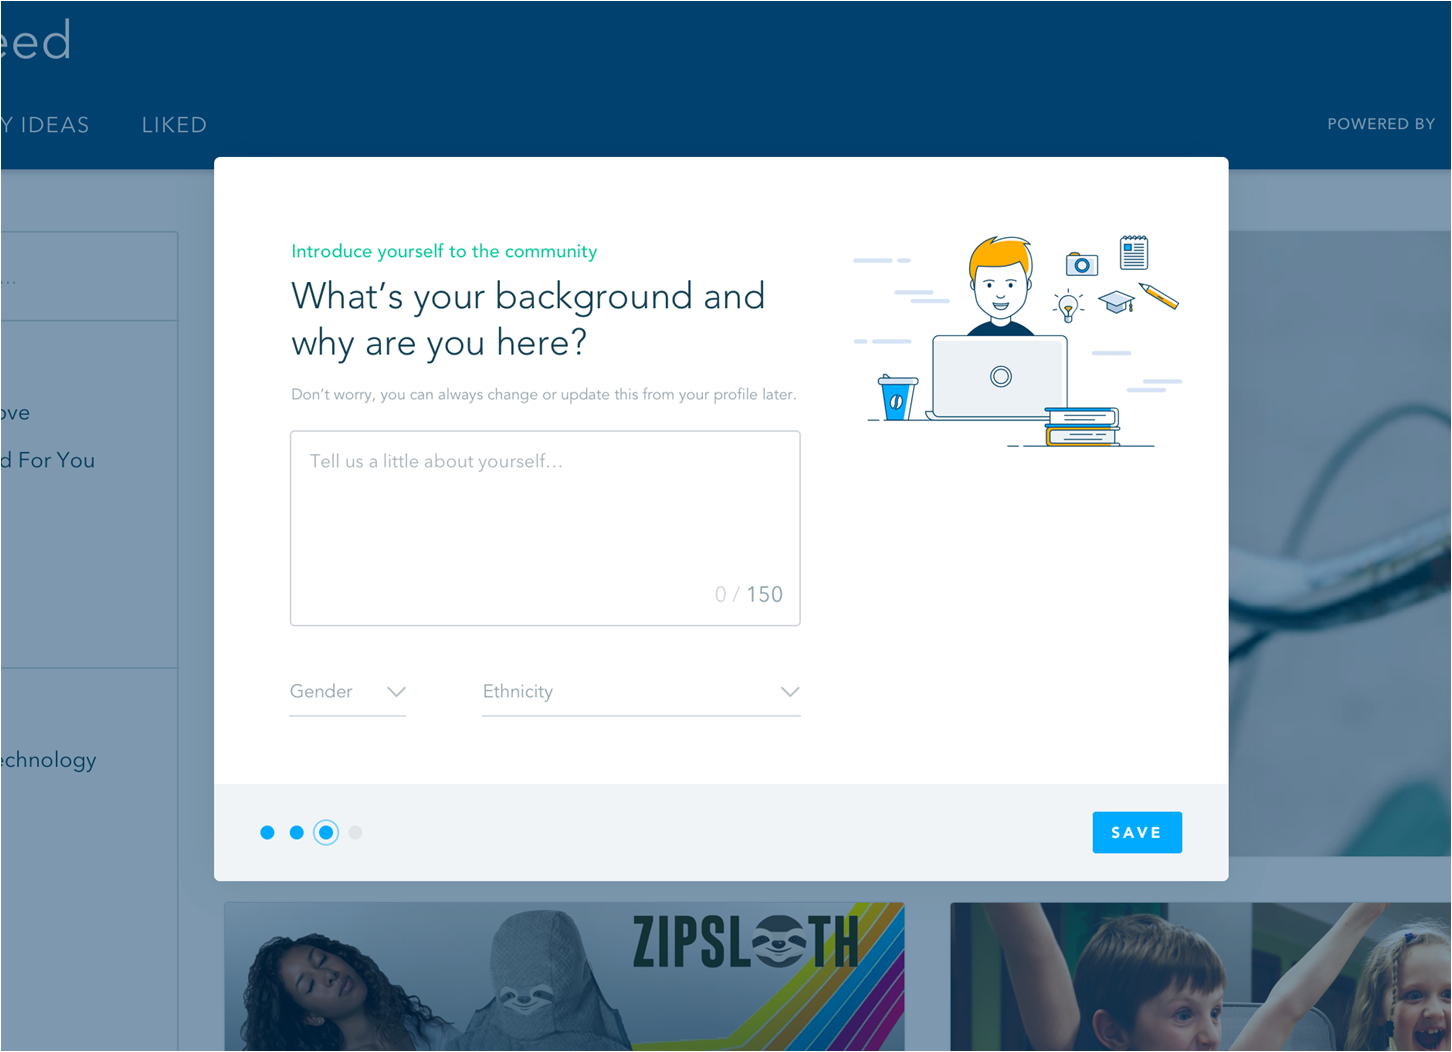 eed
Y IDEAS
LIKED
POWERED BY
Introduce yourself to the community
What's your background and
why are you here?
Don't worry, you can always change or update this from your profile later.
...
ove
d For You
Tell us a little about yourself...
0 / 150
Gender
Ethnicity
echnology
SAVE
ZIPSLOTH